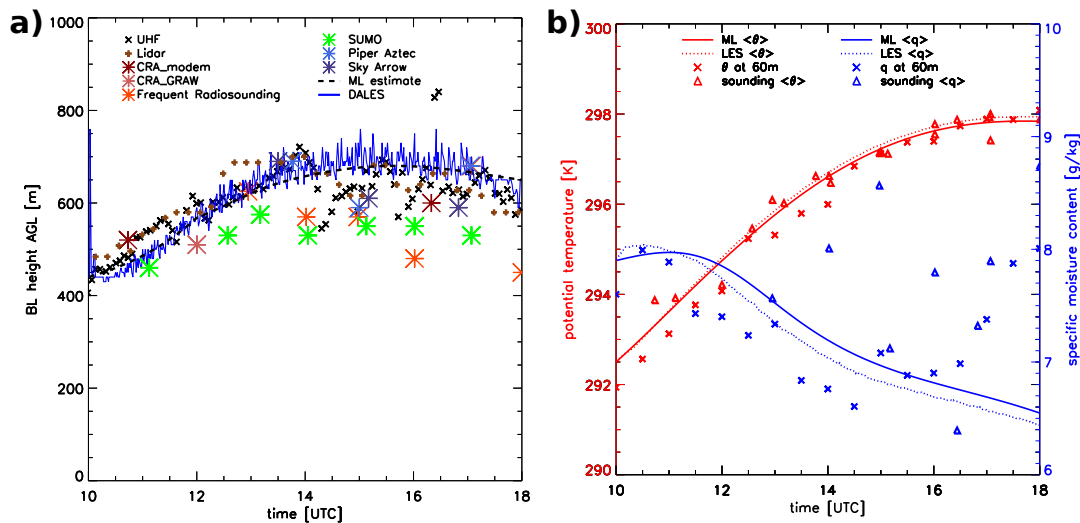 a)
UHF
Lidar
CRA_modem
CRA_GRAW
Frequent Radiosounding
SUMO
Piper Aztec
Sky Arrow
ML estimate
DALES
BL height AGL [m]
1000
800
600
400
200
0
10 12 14 16 18
time [UTC]
b)
ML <θ>
LES <θ>
θ at 60m
sounding <θ>
ML <q>
LES <q>
q at 60m
sounding <q>
potential temperature [K]
300
298
296
294
292
290
specific moisture content [g/kg]
10
9
8
7
6
10 12 14 16 18
time [UTC]